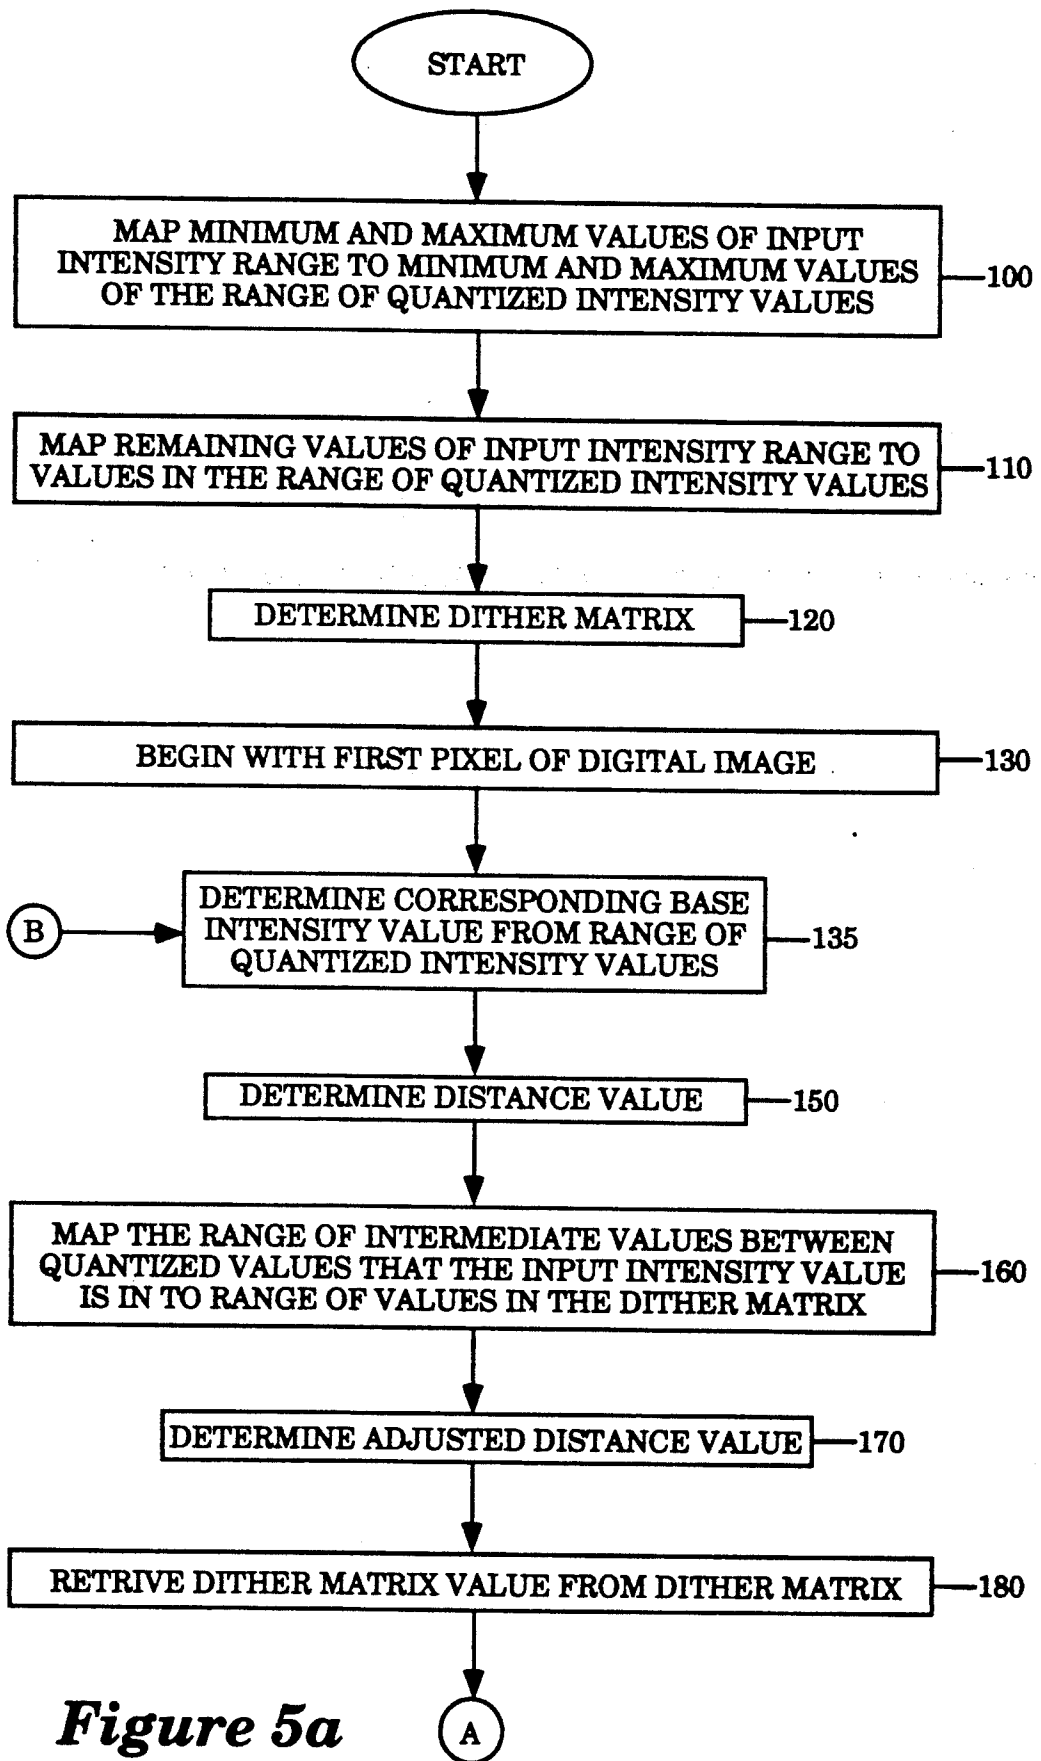 START
MAP MINIMUM AND MAXIMUM VALUES OF INPUT
INTENSITY RANGE TO MINIMUM AND MAXIMUM VALUES
OF THE RANGE OF QUANTIZED INTENSITY VALUES
100
MAP REMAINING VALUES OF INPUT INTENSITY RANGE TO
VALUES IN THE RANGE OF QUANTIZED INTENSITY VALUES
110
DETERMINE DITHER MATRIX
120
BEGIN WITH FIRST PIXEL OF DIGITAL IMAGE
130
B
DETERMINE CORRESPONDING BASE
INTENSITY VALUE FROM RANGE OF
QUANTIZED INTENSITY VALUES
135
DETERMINE DISTANCE VALUE
150
MAP THE RANGE OF INTERMEDIATE VALUES BETWEEN
QUANTIZED VALUES THAT THE INPUT INTENSITY VALUE
IS IN TO RANGE OF VALUES IN THE DITHER MATRIX
160
DETERMINE ADJUSTED DISTANCE VALUE
170
RETRIVE DITHER MATRIX VALUE FROM DITHER MATRIX
180
Figure 5a
A